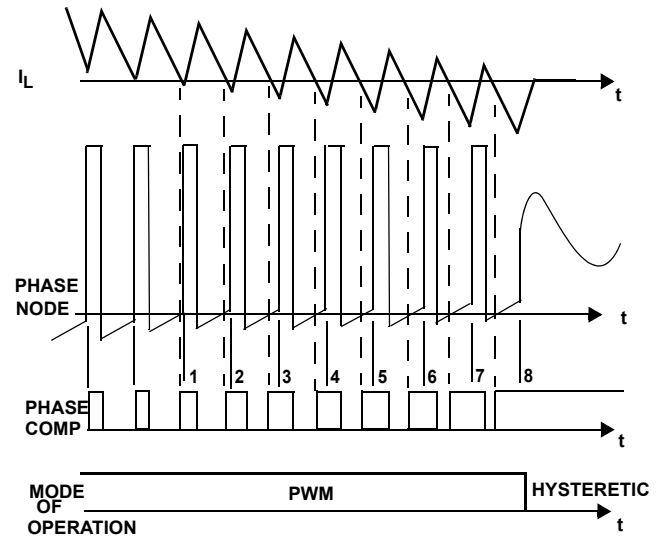 I_L
t
PHASE
NODE
t
1 2 3 4 5 6 7 8
PHASE
COMP
t
MODE
OF
OPERATION
PWM
HYSTERETIC
t